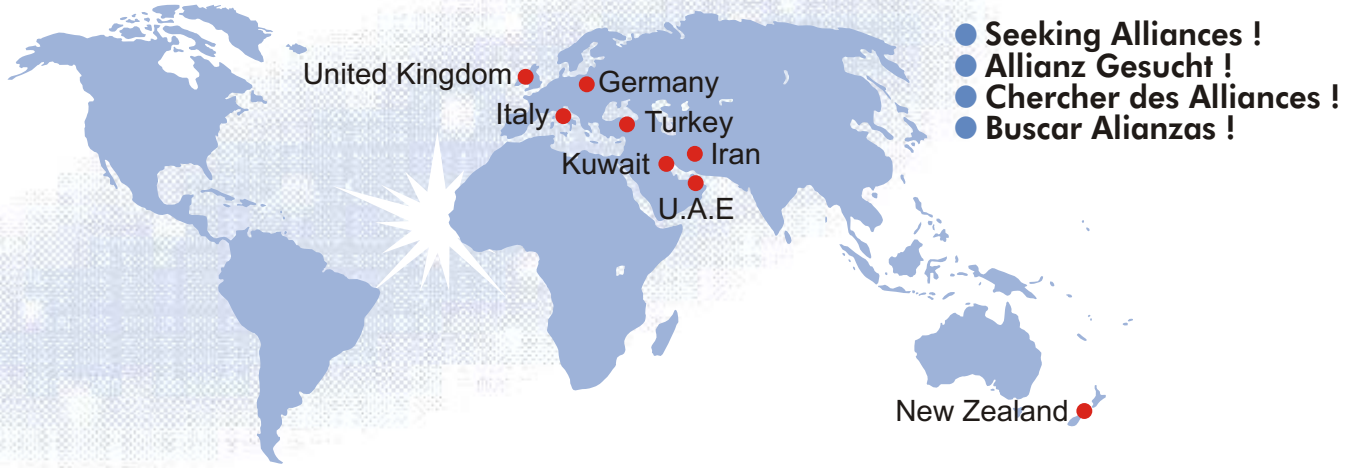 Seeking Alliances !
Allianz Gesucht !
Chercher des Alliances !
Buscar Alianzas !
United Kingdom
Germany
Italy
Turkey
Kuwait
Iran
U.A.E
New Zealand